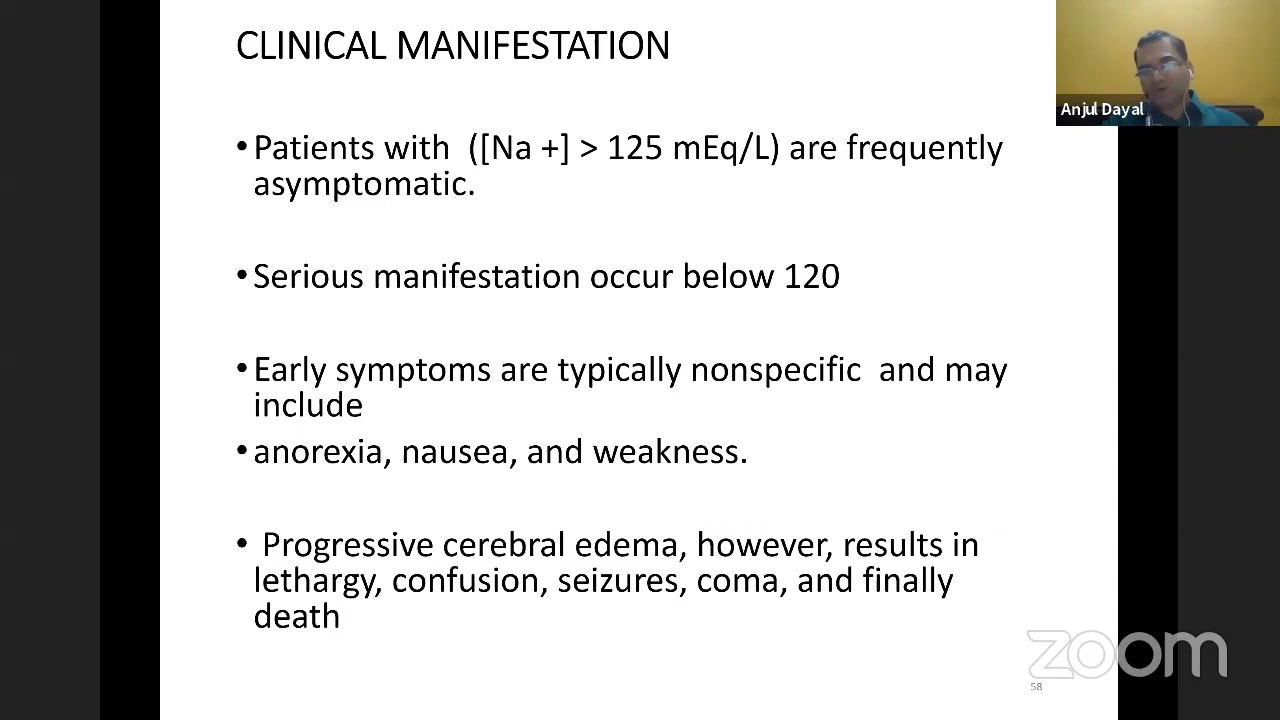 CLINICAL MANIFESTATION
Anjul Dayal
•Patients with ([Na +] > 125 mEq/L) are frequently
asymptomatic.
•Serious manifestation occur below 120
•Early symptoms are typically nonspecific and may
include
•anorexia, nausea, and weakness.
• Progressive cerebral edema, however, results in
lethargy, confusion, seizures, coma, and finally
death
zoom
58